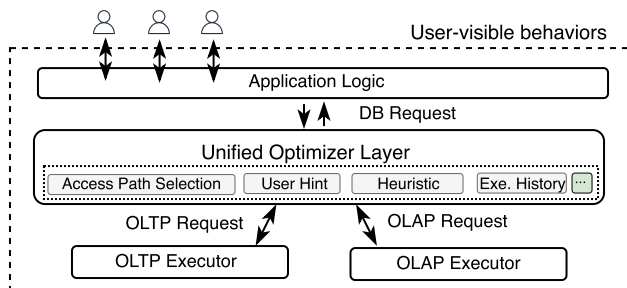 User-visible behaviors
Application Logic
DB Request
Unified Optimizer Layer
Access Path Selection
User Hint
Heuristic
Exe. History
...
OLTP Request
OLAP Request
OLTP Executor
OLAP Executor